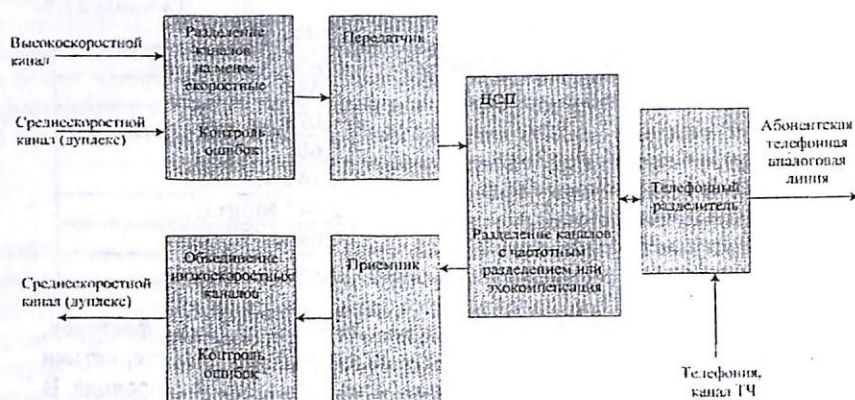 Высокоскоростной
канал
Среднескоростной
канал (дуплекс)
Разделение
каналов
на менее
скоростные
Контроль
ошибок
Передатчик
ЦСП
Разделение каналов
с частотным
разделением или
эхокомпенсация
Телефонный
разделитель
Абонентская
телефонная
аналоговая
линия
Среднескоростной
канал (дуплекс)
Объединение
низкоскоростных
каналов
Контроль
ошибок
Приемник
Телефония,
канал ТЧ